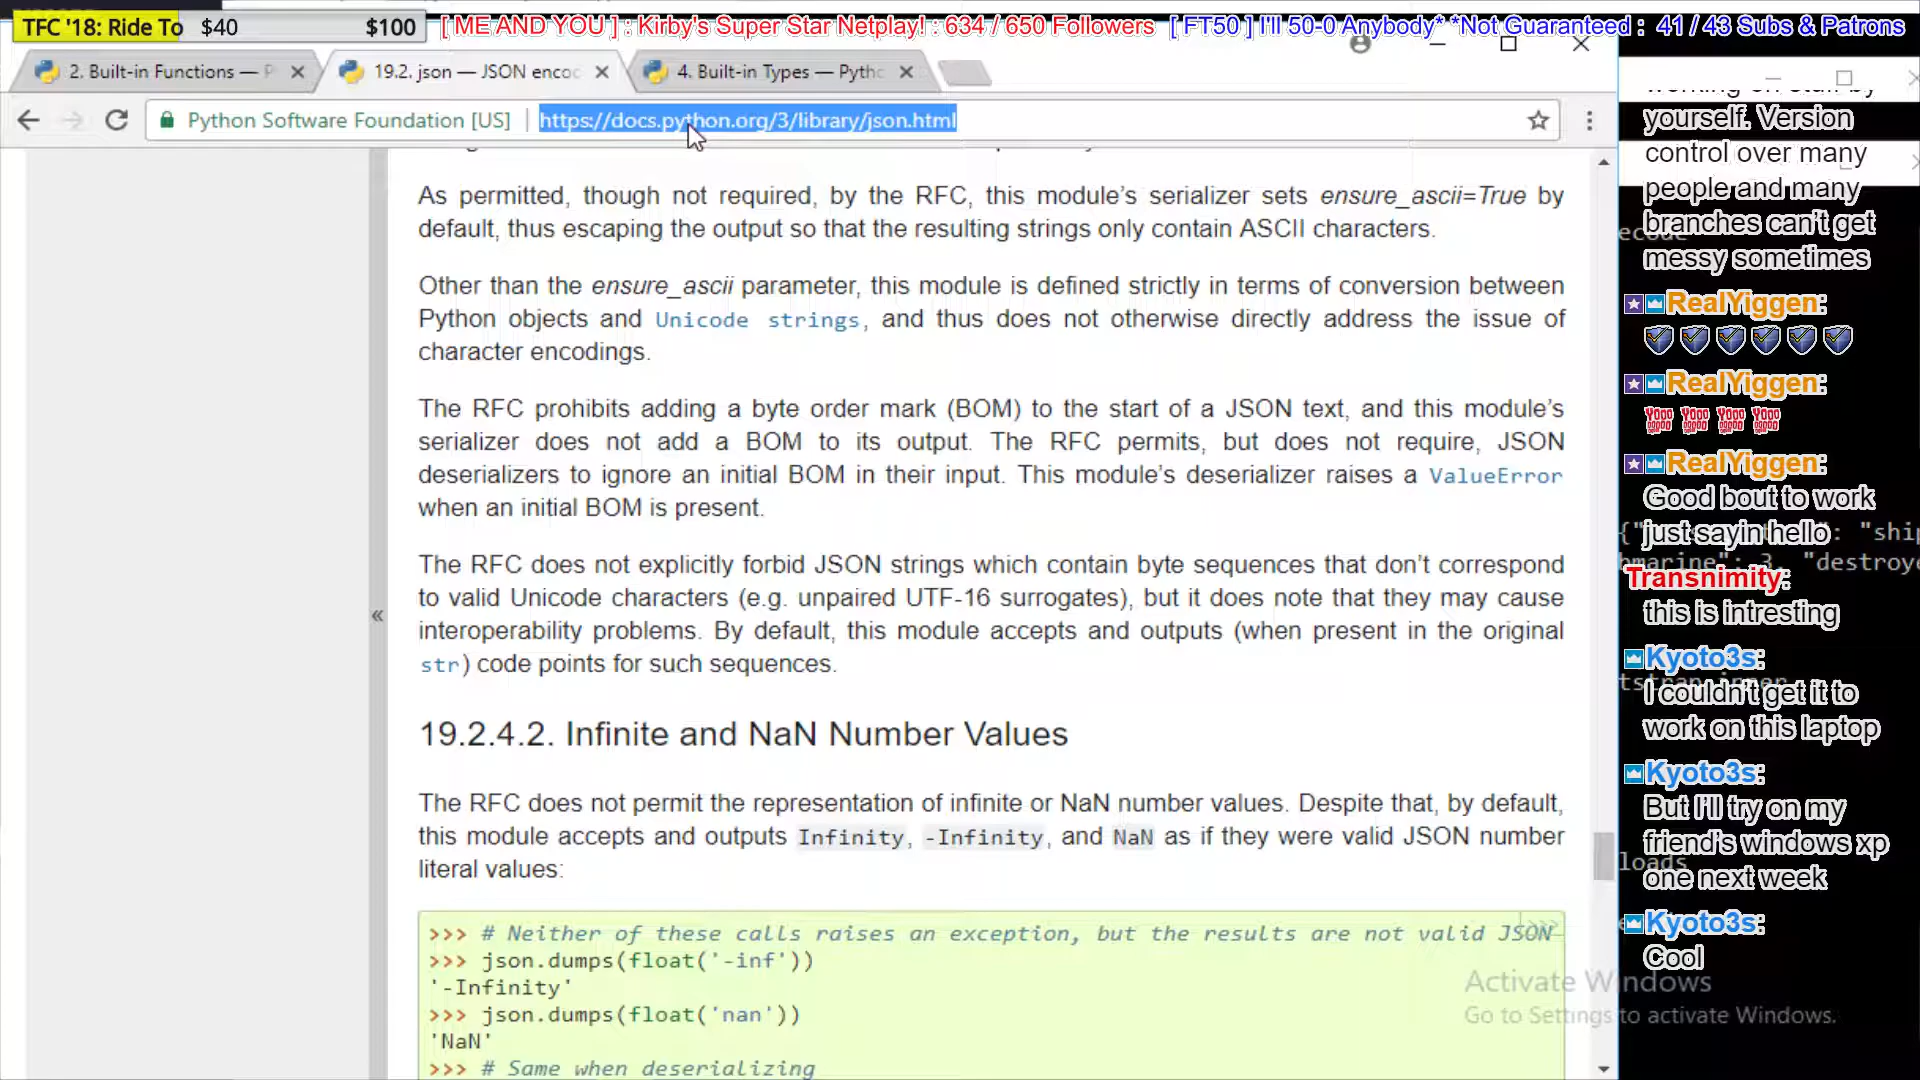 TFC '18: Ride To $40 $100
[ ME AND YOU ] : Kirby's Super Star Netplay! : 634 / 650 Followers [ FT50 ] I'll 50-0 Anybody* *Not Guaranteed : 41 / 43 Subs & Patrons
2. Built-in Functions — P
19.2. json — JSON enco
4. Built-in Types — Pytho
Python Software Foundation [US] | https://docs.python.org/3/library/json.html
As permitted, though not required, by the RFC, this module's serializer sets ensure_ascii=True by
default, thus escaping the output so that the resulting strings only contain ASCII characters.
Other than the ensure_ascii parameter, this module is defined strictly in terms of conversion between
Python objects and Unicode strings, and thus does not otherwise directly address the issue of
character encodings.
The RFC prohibits adding a byte order mark (BOM) to the start of a JSON text, and this module's
serializer does not add a BOM to its output. The RFC permits, but does not require, JSON
deserializers to ignore an initial BOM in their input. This module's deserializer raises a ValueError
when an initial BOM is present.
The RFC does not explicitly forbid JSON strings which contain byte sequences that don't correspond
to valid Unicode characters (e.g. unpaired UTF-16 surrogates), but it does note that they may cause
interoperability problems. By default, this module accepts and outputs (when present in the original
str) code points for such sequences.
«
19.2.4.2. Infinite and NaN Number Values
The RFC does not permit the representation of infinite or NaN number values. Despite that, by default,
this module accepts and outputs Infinity, -Infinity, and NaN as if they were valid JSON number
literal values:
>>>
>>> # Neither of these calls raises an exception, but the results are not valid JSON
>>> json.dumps(float('-inf'))
'-Infinity'
>>> json.dumps(float('nan'))
'NaN'
>>> # Same when deserializing
working on stuff by
yourself. Version
control over many
people and many
branches can't get
messy sometimes
RealYiggen:
RealYiggen:
YOOO YOOO YOOO YOOO
RealYiggen:
Good bout to work
just sayin hello
Transnimity:
this is intresting
Kyoto3s:
I couldn't get it to
work on this laptop
Kyoto3s:
But I'll try on my
friend's windows xp
one next week
Kyoto3s:
Cool
ecode
{" ": "ship
bmarine": 3, "destroye
loads
Activate Windows
Go to Settings to activate Windows.